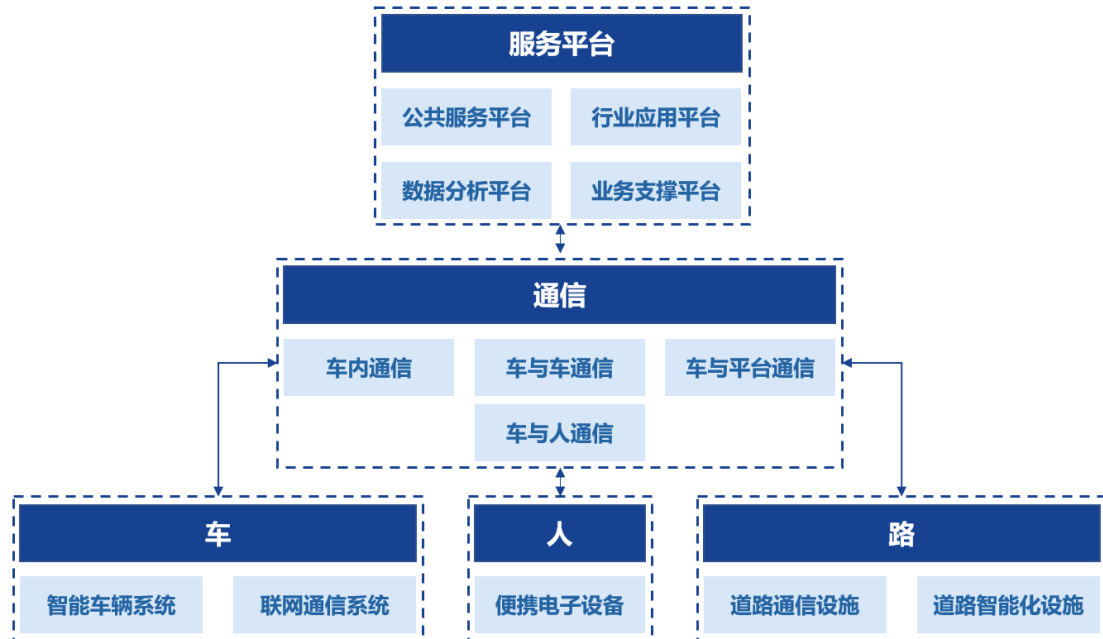 服务平台
公共服务平台 行业应用平台
数据分析平台 业务支撑平台
通信
车内通信 车与车通信 车与平台通信
车与人通信
车 人 路
智能车辆系统 联网通信系统 便携电子设备 道路通信设施 道路智能化设施